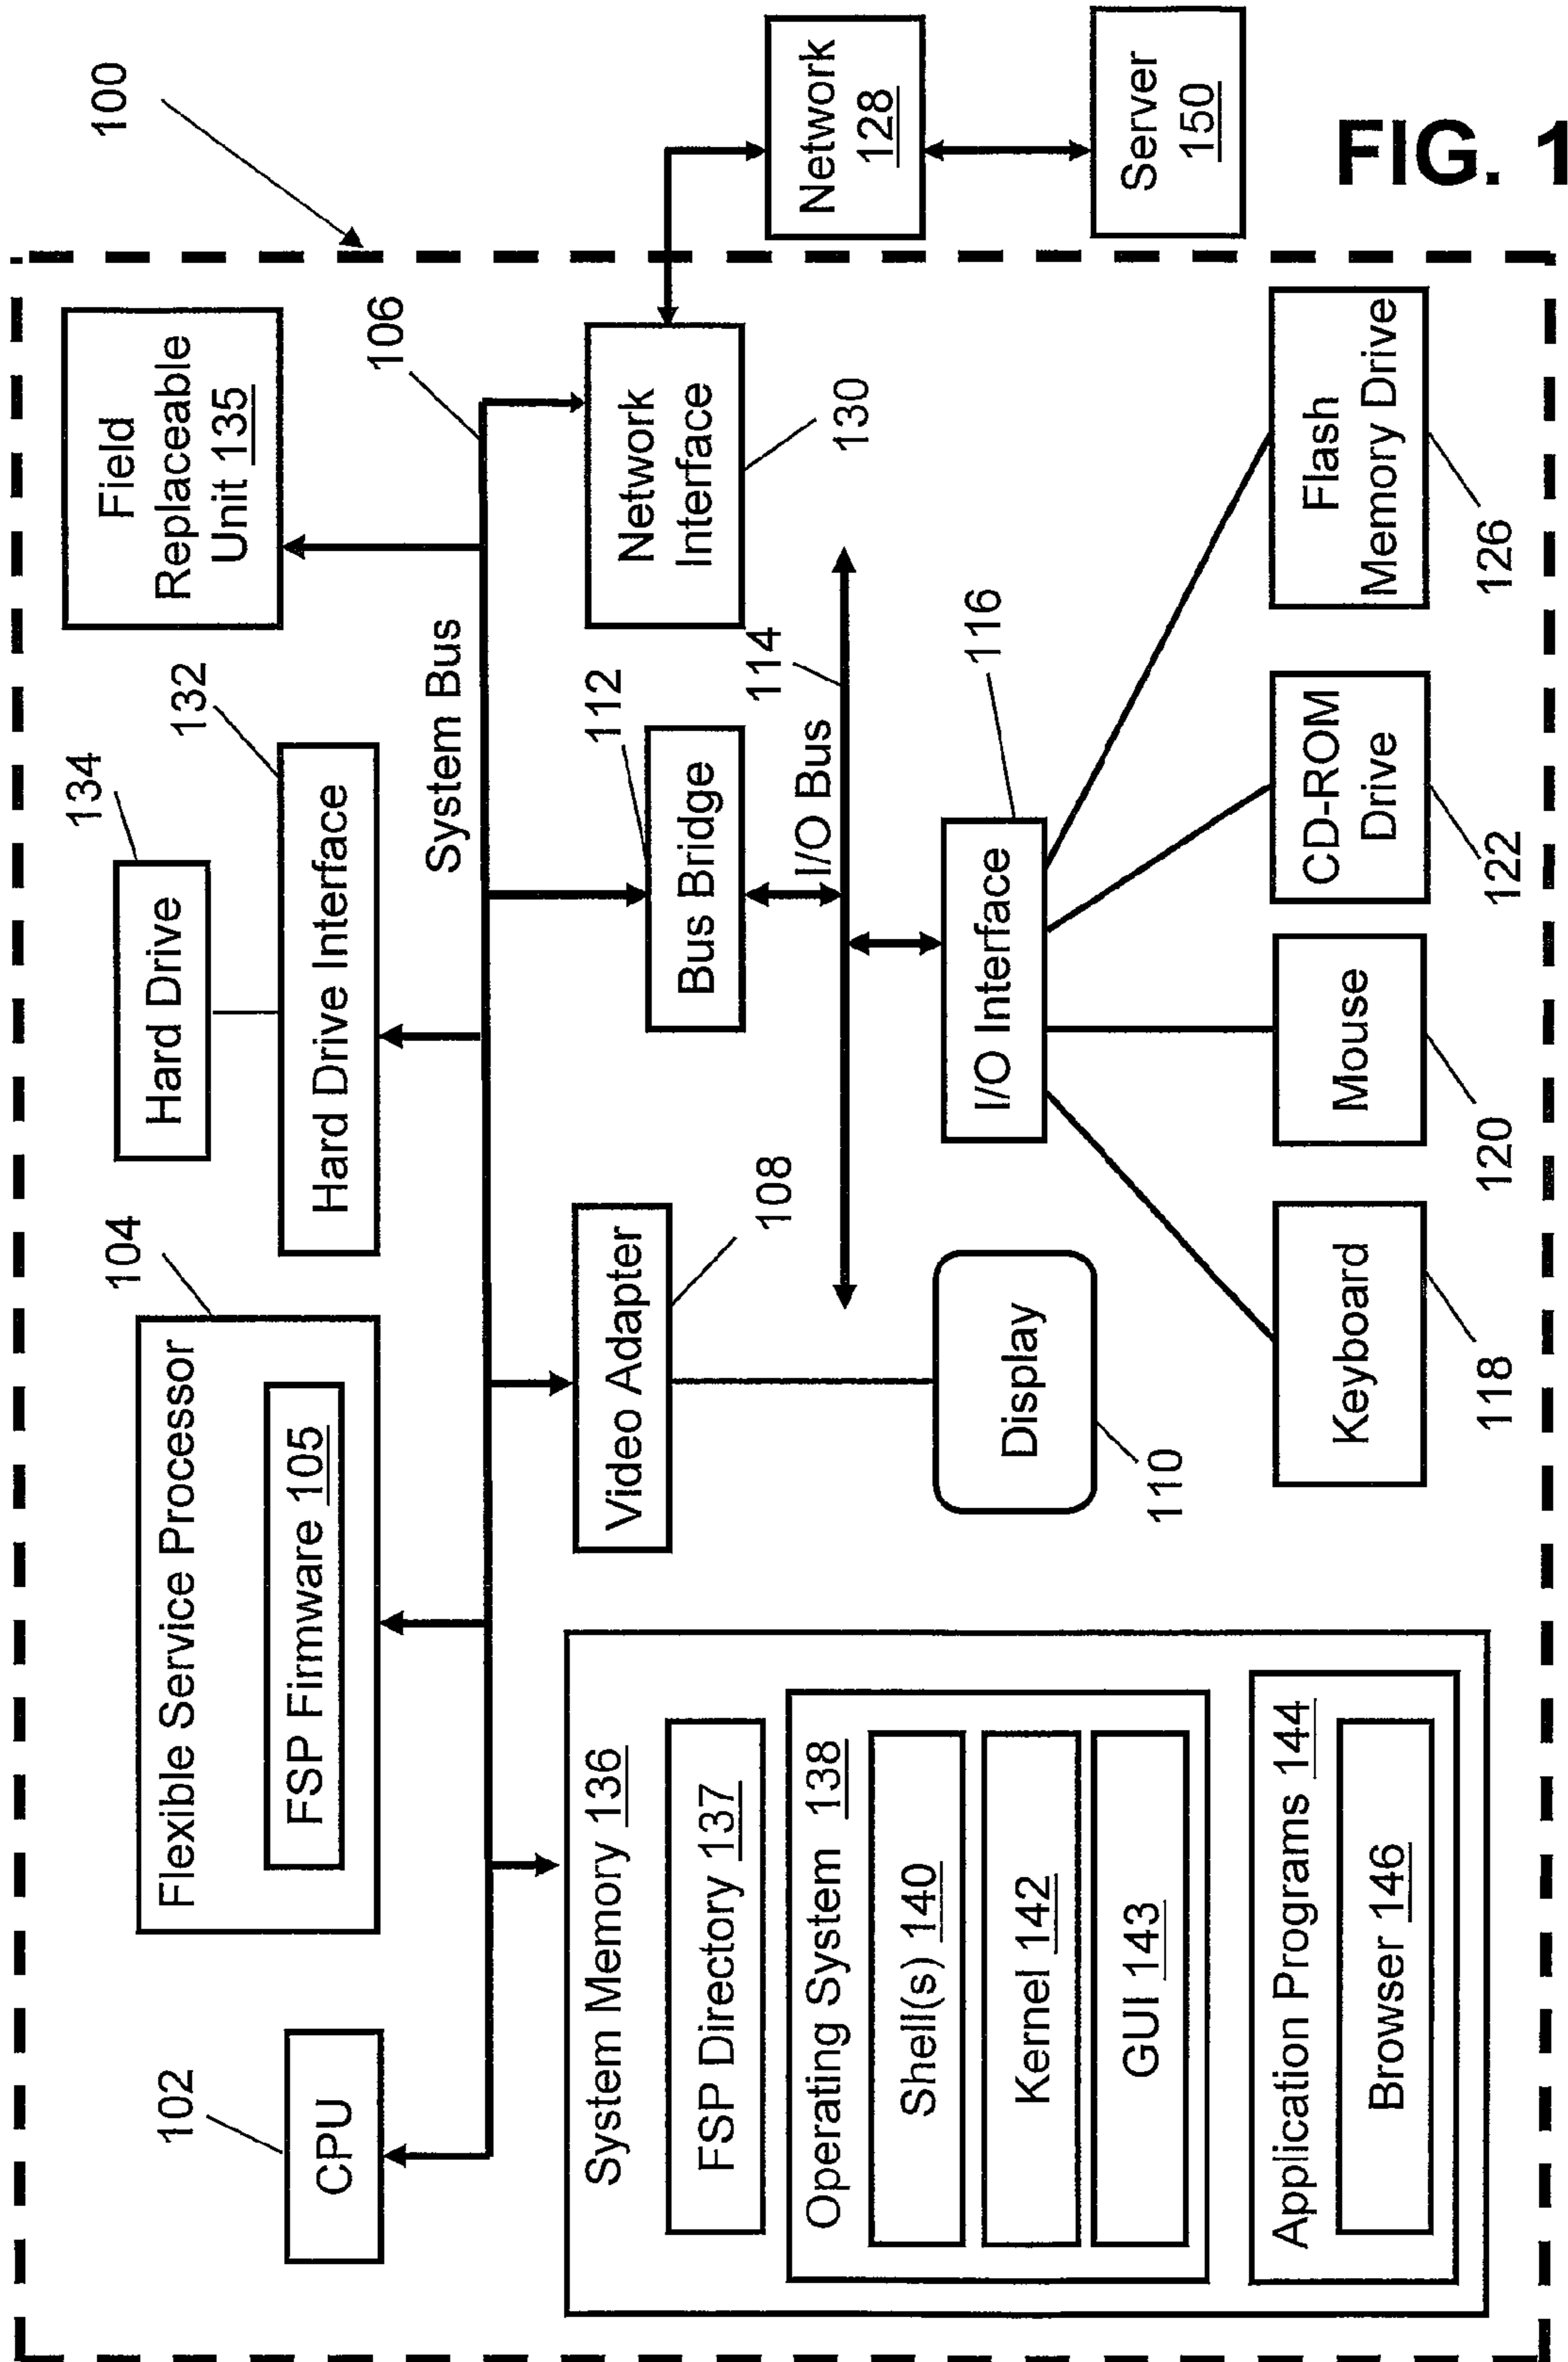 100
102
CPU
104
Flexible Service Processor
FSP Firmware 105
134
Hard Drive
132
Hard Drive Interface
Field
Replaceable
Unit 135
System Bus
106
System Memory 136
FSP Directory 137
Operating System 138
Shell(s) 140
Kernel 142
GUI 143
Application Programs 144
Browser 146
Video Adapter
108
Display
110
112
Bus Bridge
I/O Bus
114
Network
Interface
130
Network
128
Server
150
I/O Interface
116
Keyboard
118
Mouse
120
CD-ROM
Drive
122
Flash
Memory Drive
126
FIG. 1